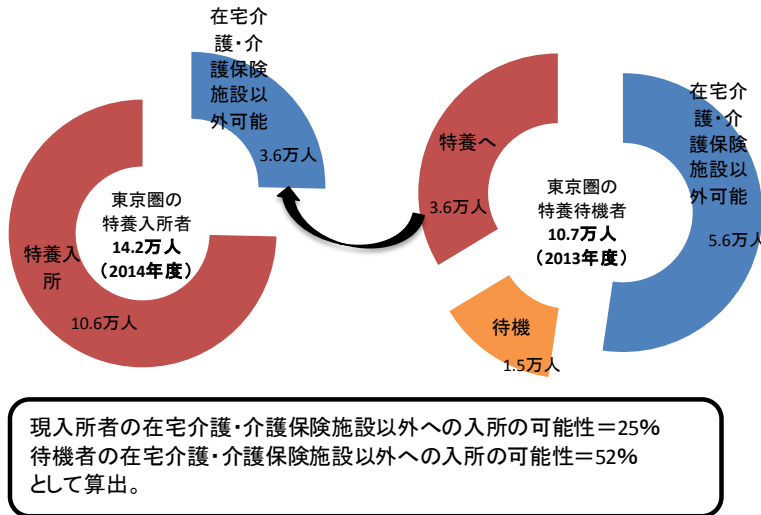 在宅介
護・介
護保険
施設以
外可能
3.6万人
東京圏の
特養入所者
14.2万人
（2014年度）
特養入
所
10.6万人
在宅介
護・介
護保険
施設以
外可能
5.6万人
特養へ
3.6万人
東京圏の
特養待機者
10.7万人
（2013年度）
待機
1.5万人
現入所者の在宅介護・介護保険施設以外への入所の可能性＝25%
待機者の在宅介護・介護保険施設以外への入所の可能性＝52%
として算出。